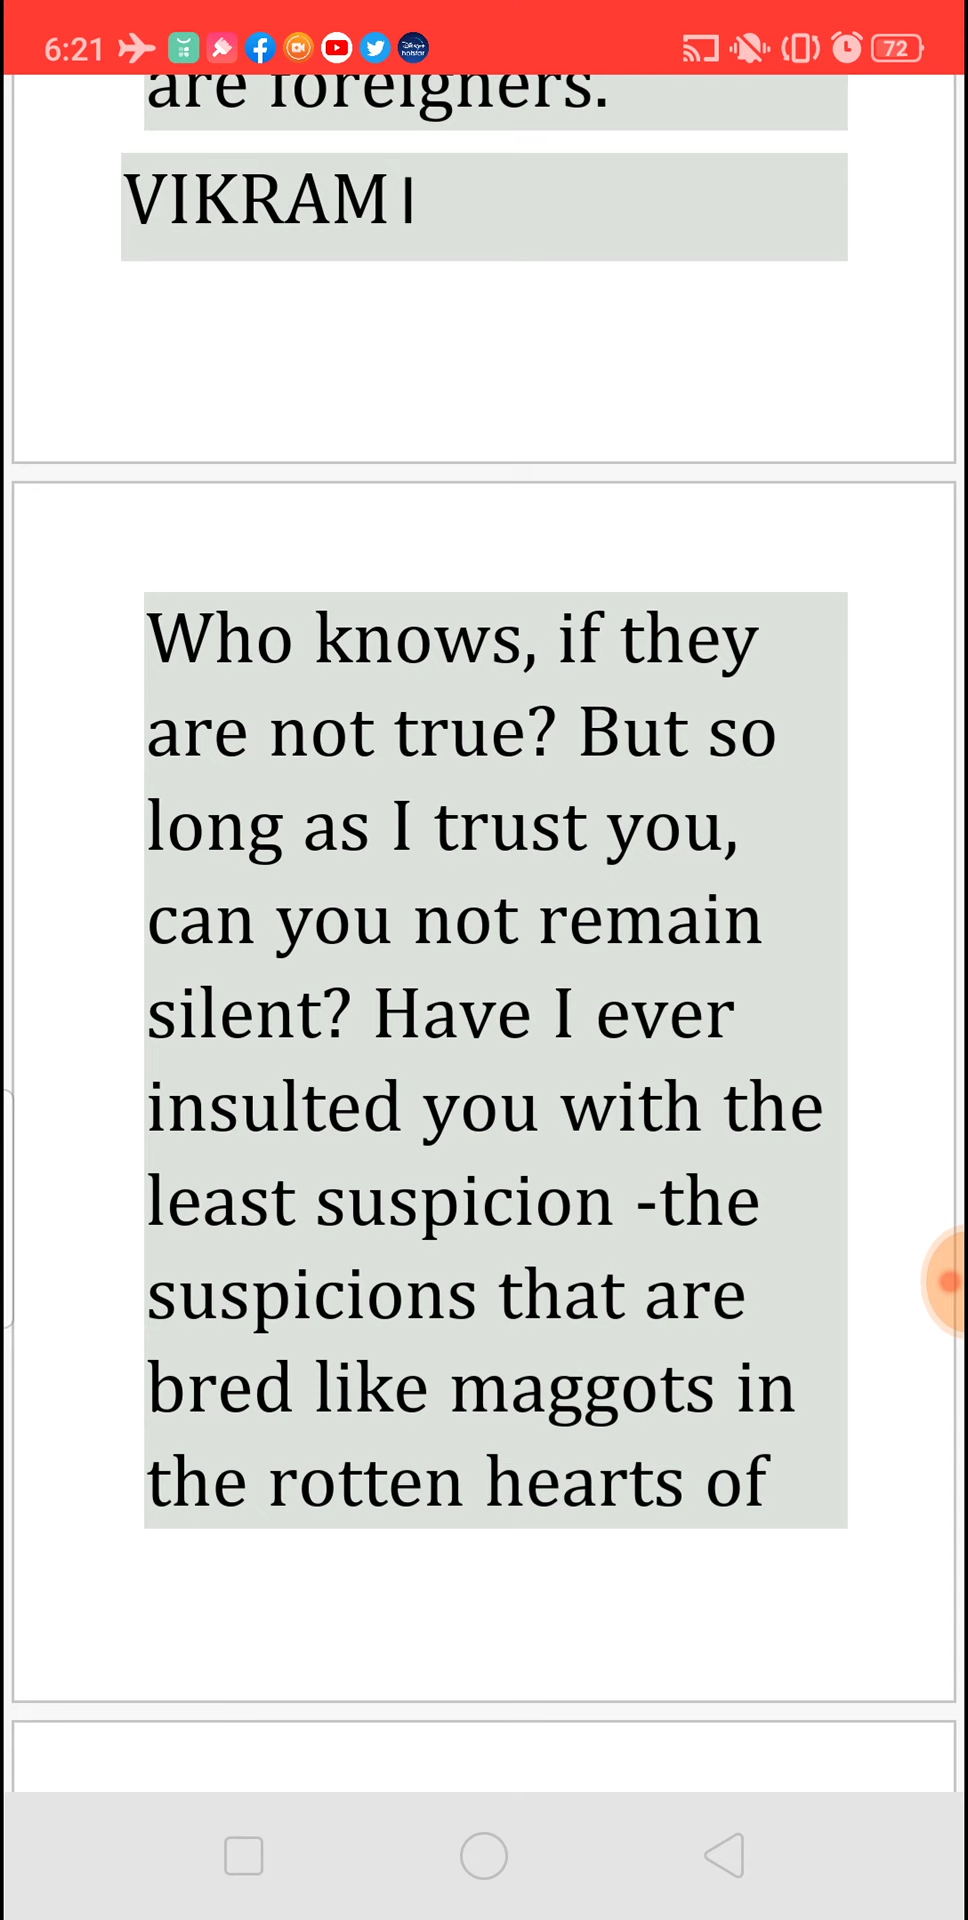 6:21
72
are foreigners.
VIKRAM।
Who knows, if they
are not true? But so
long as I trust you,
can you not remain
silent? Have I ever
insulted you with the
least suspicion -the
suspicions that are
bred like maggots in
the rotten hearts of